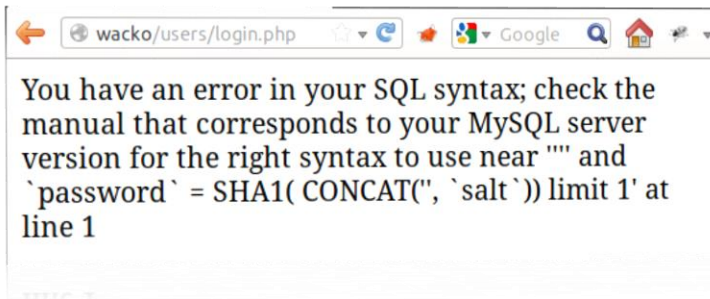 wacko/users/login.php
Google
You have an error in your SQL syntax; check the
manual that corresponds to your MySQL server
version for the right syntax to use near '''' and
`password` = SHA1( CONCAT('', `salt`)) limit 1' at
line 1